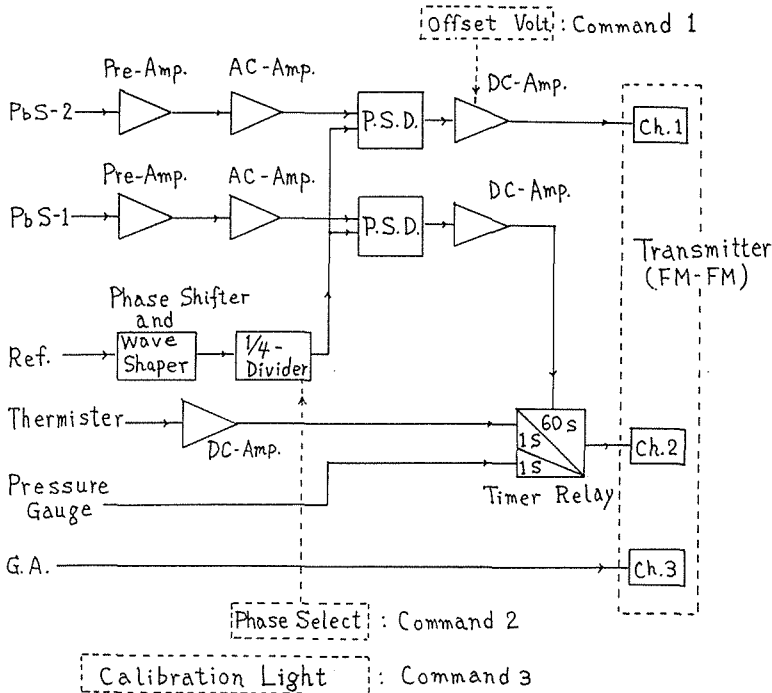 Offset Volt : Command 1
Pre-Amp. AC-Amp. DC-Amp.
PbS-2 P.S.D. Ch.1
Pre-Amp. AC-Amp. DC-Amp.
PbS-1 P.S.D.
Transmitter
(FM-FM)
Phase Shifter
and
Ref. Wave
Shaper
1/4-
Divider
Thermister DC-Amp.
60s
1s
1s
Timer Relay
Ch.2
Pressure
Gauge
G.A. Ch.3
Phase Select : Command 2
Calibration Light : Command 3